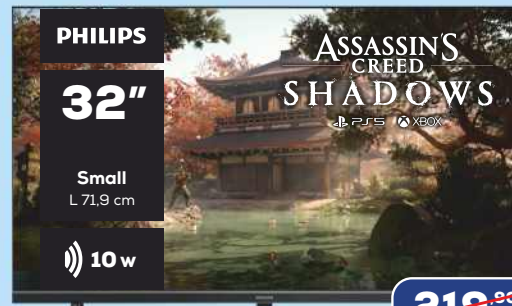 PHILIPS
32”
Small
L 71,9 cm
10 W
ASSASSIN'S
CREED
SHADOWS
PS5 XBOX